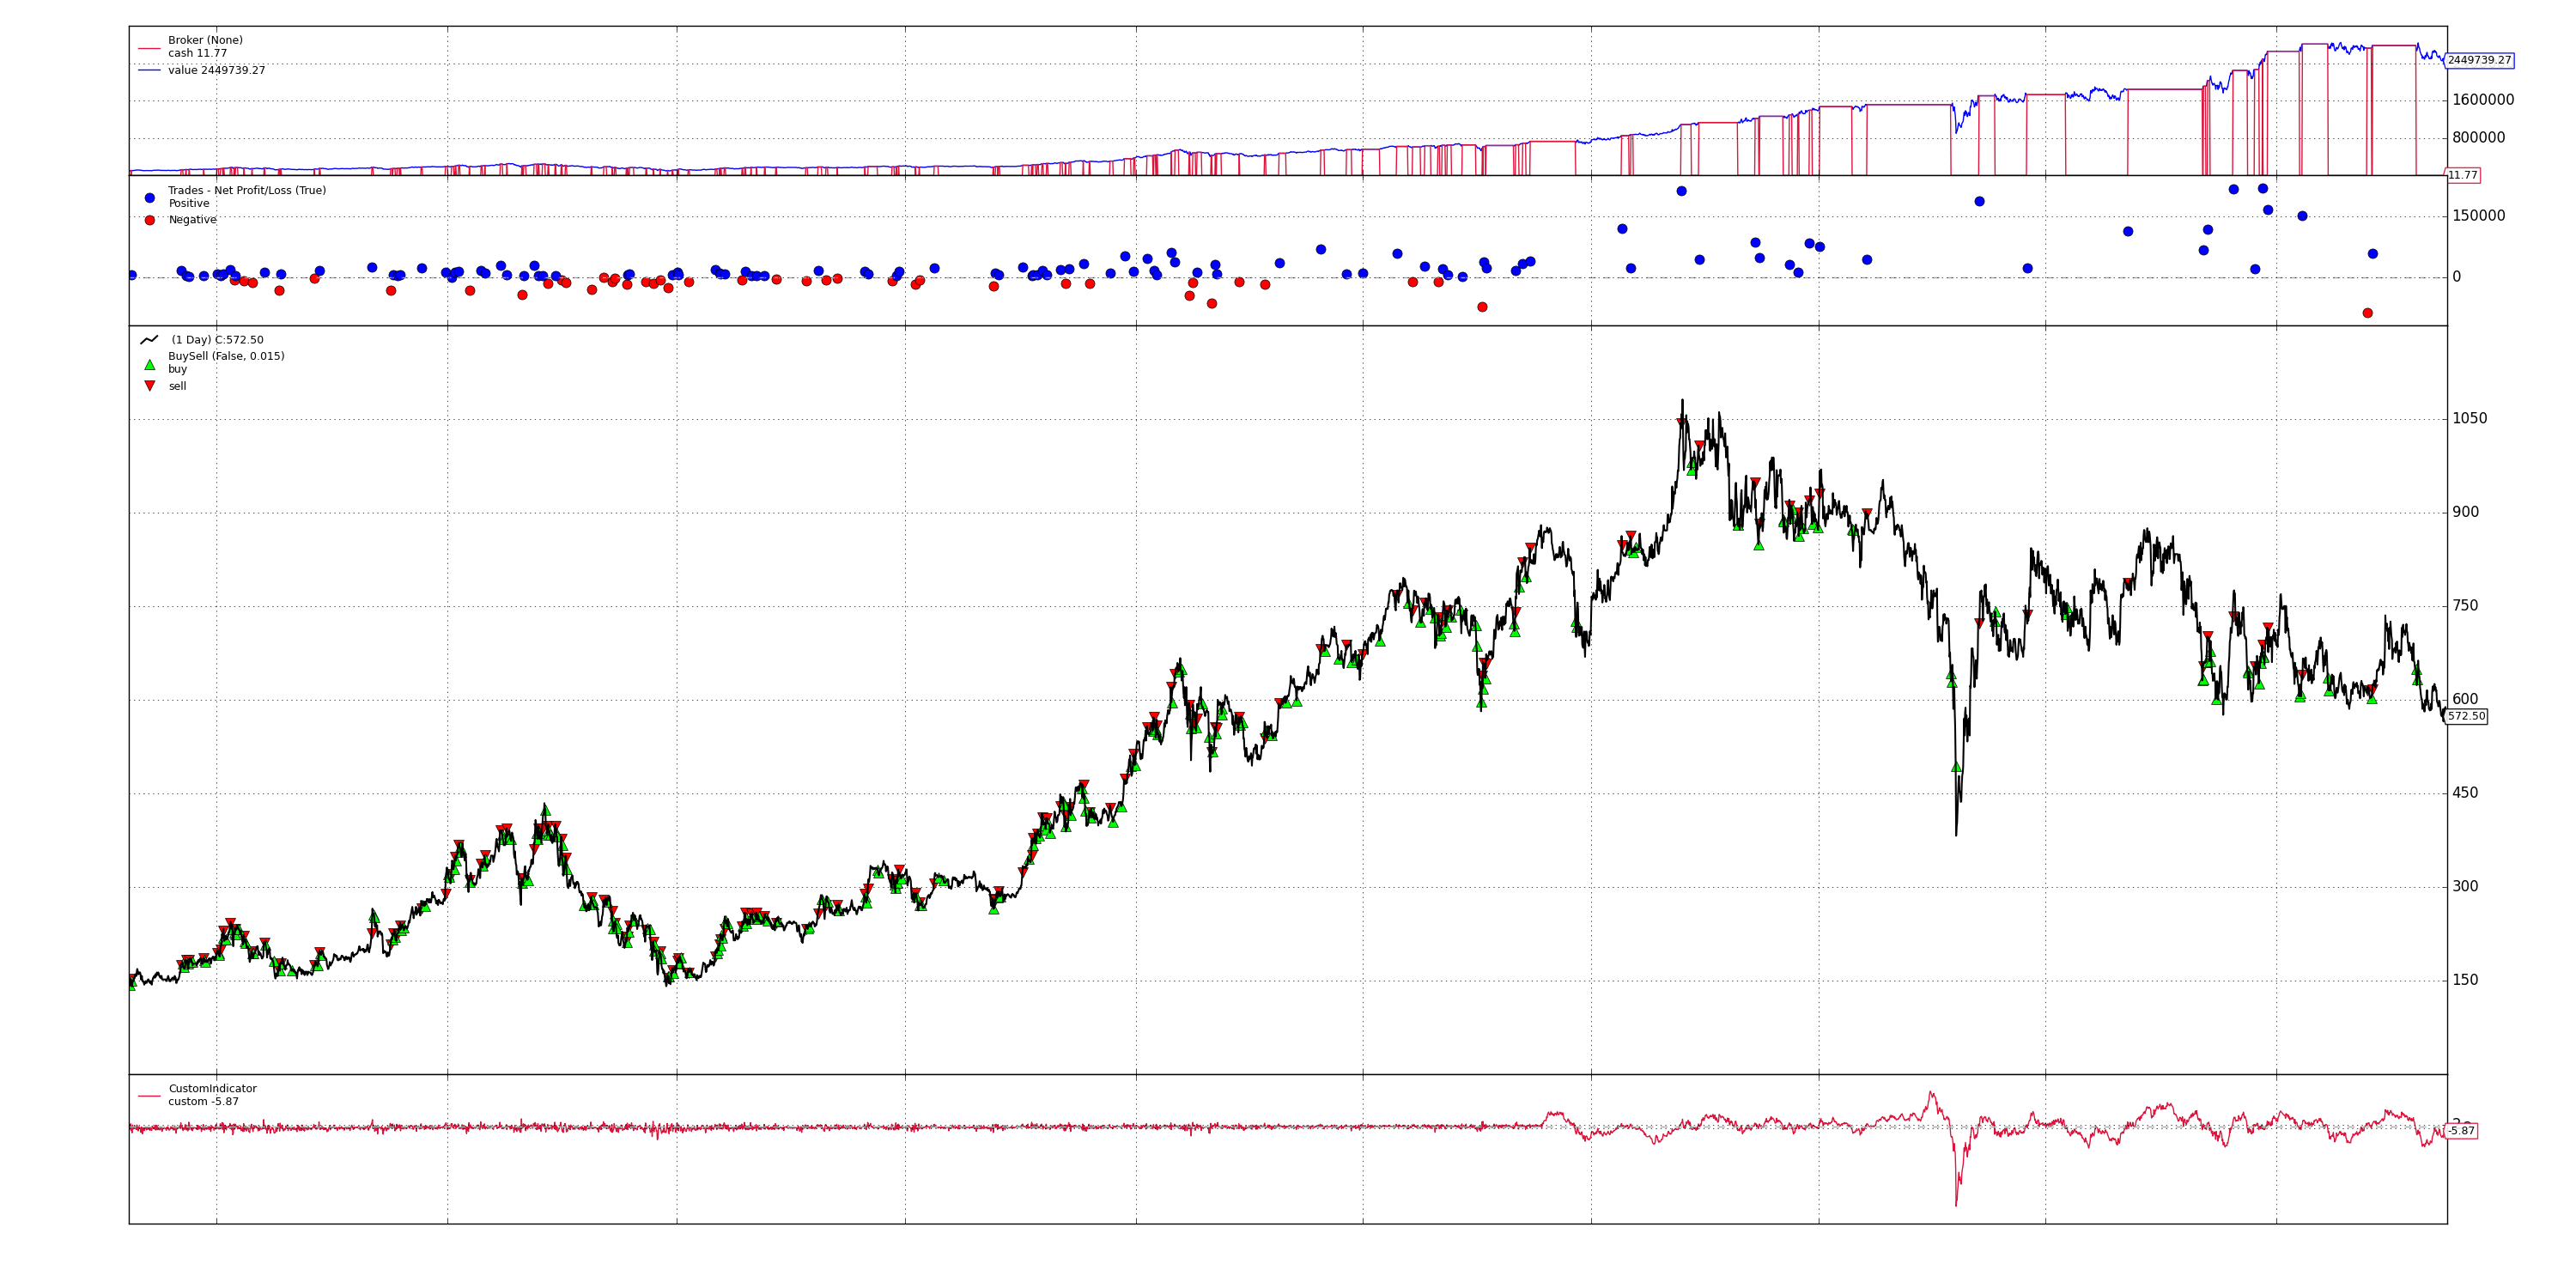 Broker (None)
cash 11.77
value 2449739.27
2449739.27
1600000
800000
11.77
Trades - Net Profit/Loss (True)
Positive
Negative
150000
0
(1 Day) C:572.50
BuySell (False, 0.015)
buy
sell
1050
900
750
600
572.50
450
300
150
CustomIndicator
custom -5.87
-5.87